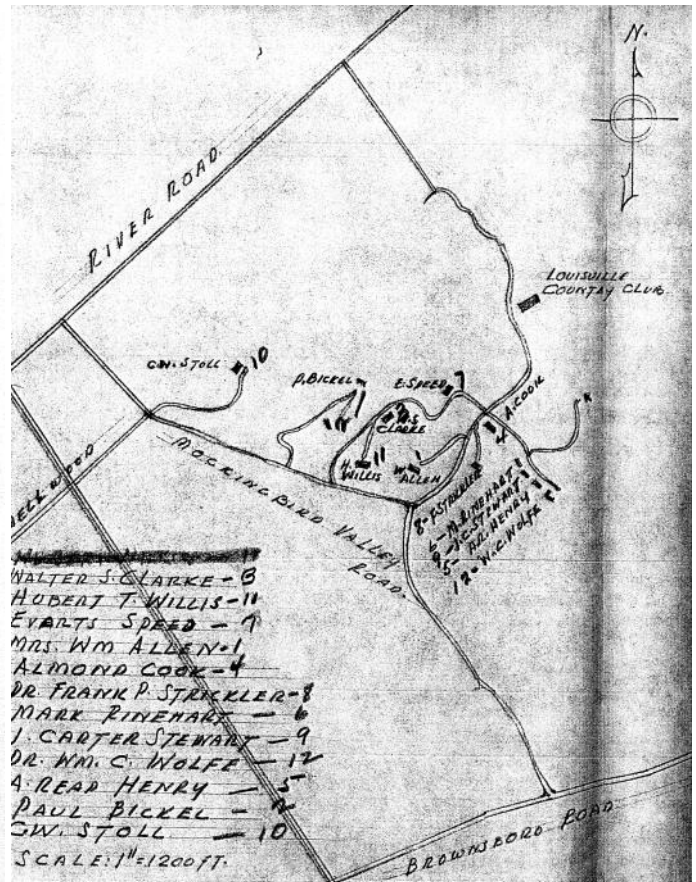 N.
RIVER ROAD
LOUISVILLE
COUNTRY CLUB
G.W. STOLL 10
P. BICKEL
E. SPEED 7
A. COOK
4
W.S.
CLARKE
H.
WILLIS 11
W. ALLEN
8-F. STRICKLER
6-M. RINEHART
9-J.C. STEWART
5-A.R. HENRY
12-W.C. WOLFE
MOCKINGBIRD VALLEY
ROAD.
WALTER S. CLARKE-3
HUBERT T. WILLIS-11
EVARTS SPEED-7
MRS. WM ALLEN-1
ALMOND COOK-4
DR. FRANK P. STRICKLER-8
MARK RINEHART-6
J. CARTER STEWART-9
DR. WM. C. WOLFE-12
A. READ HENRY-5
PAUL BICKEL-2
G.W. STOLL-10
SCALE: 1"=1200 FT.
BROWNSBORO ROAD